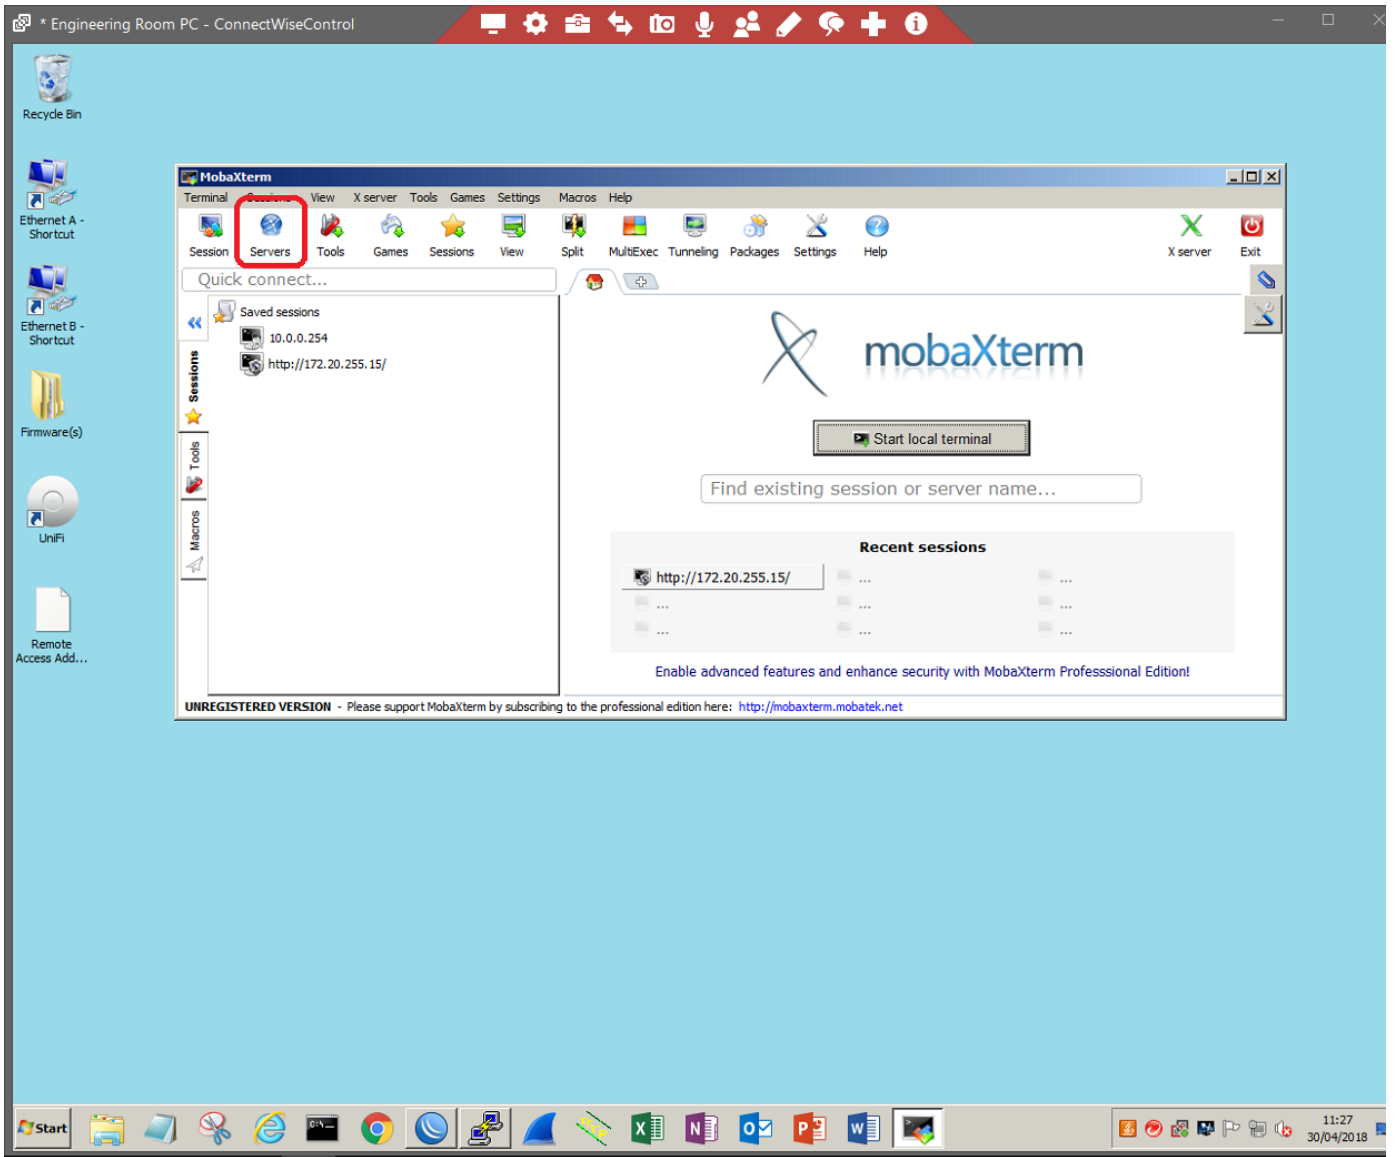 * Engineering Room PC - ConnectWiseControl
Recycle Bin
Ethernet A -
Shortcut
Ethernet B -
Shortcut
Firmware(s)
UniFi
Remote
Access Add...
MobaXterm
Terminal Sessions View X server Tools Games Settings Macros Help
Session Servers Tools Games Sessions View Split MultiExec Tunneling Packages Settings Help X server Exit
Quick connect...
Saved sessions
10.0.0.254
http://172.20.255.15/
Sessions
Tools
Macros
mobaXterm
Start local terminal
Find existing session or server name...
Recent sessions
http://172.20.255.15/ ... ...
... ... ...
... ... ...
Enable advanced features and enhance security with MobaXterm Professsional Edition!
UNREGISTERED VERSION - Please support MobaXterm by subscribing to the professional edition here: http://mobaxterm.mobatek.net
Start
11:27
30/04/2018